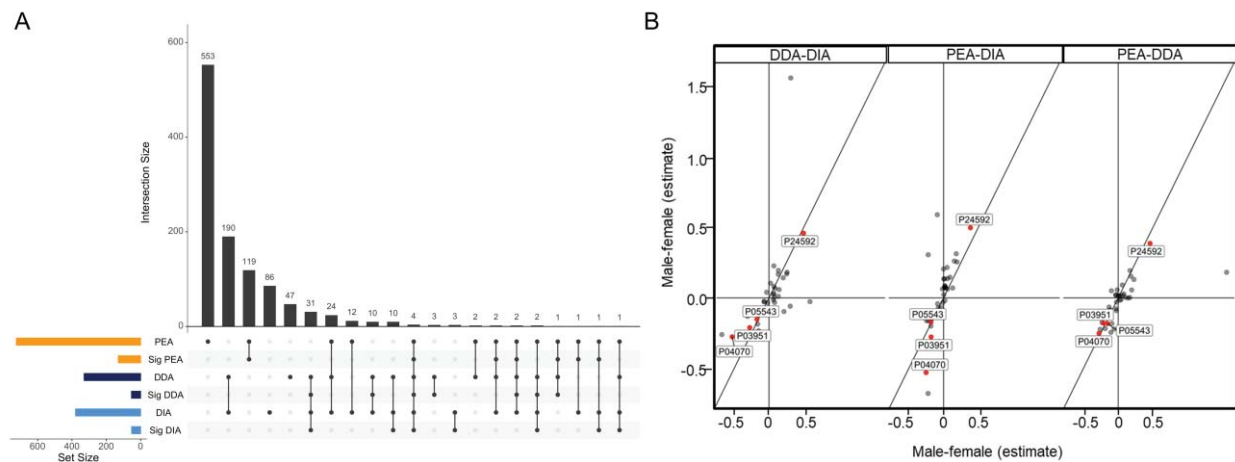 A
Intersection Size
600
400
200
0
553
190
119
86
47
31
24
12
10
10
4
3
3
2
2
2
2
1
1
1
1
PEA
Sig PEA
DDA
Sig DDA
DIA
Sig DIA
600
400
200
0
Set Size
B
DDA-DIA
PEA-DIA
PEA-DDA
Male-female (estimate)
1.5
1.0
0.5
0.0
-0.5
P24592
P05543
P03951
P04070
P24592
P05543
P03951
P04070
P24592
P03951
P05543
P04070
-0.5
0
0.5
-0.5
0
0.5
-0.5
0
0.5
Male-female (estimate)